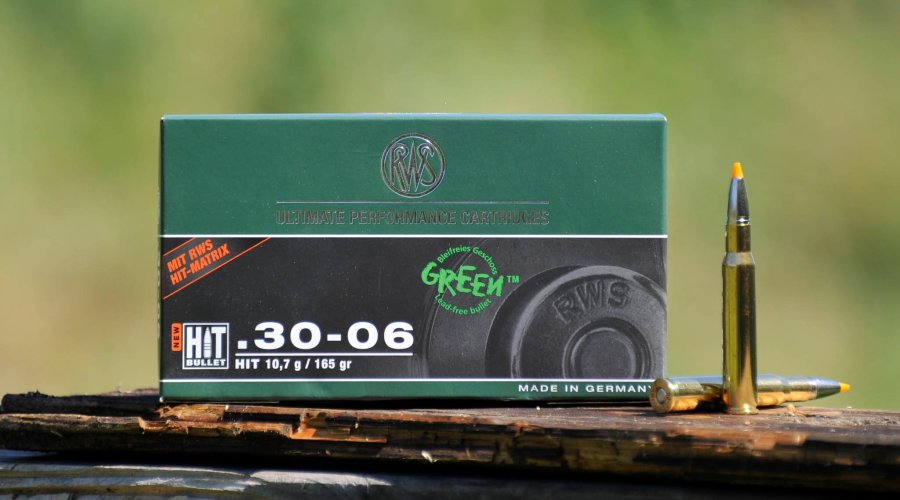 RWS
ULTIMATE PERFORMANCE CARTRIDGES
MIT RWS
HIT-MATRIX
Bleifreies Geschoss
GREEN™
Lead-free bullet
RWS
NEW
HIT
BULLET
.30-06
HIT 10,7 g / 165 gr
MADE IN GERMANY